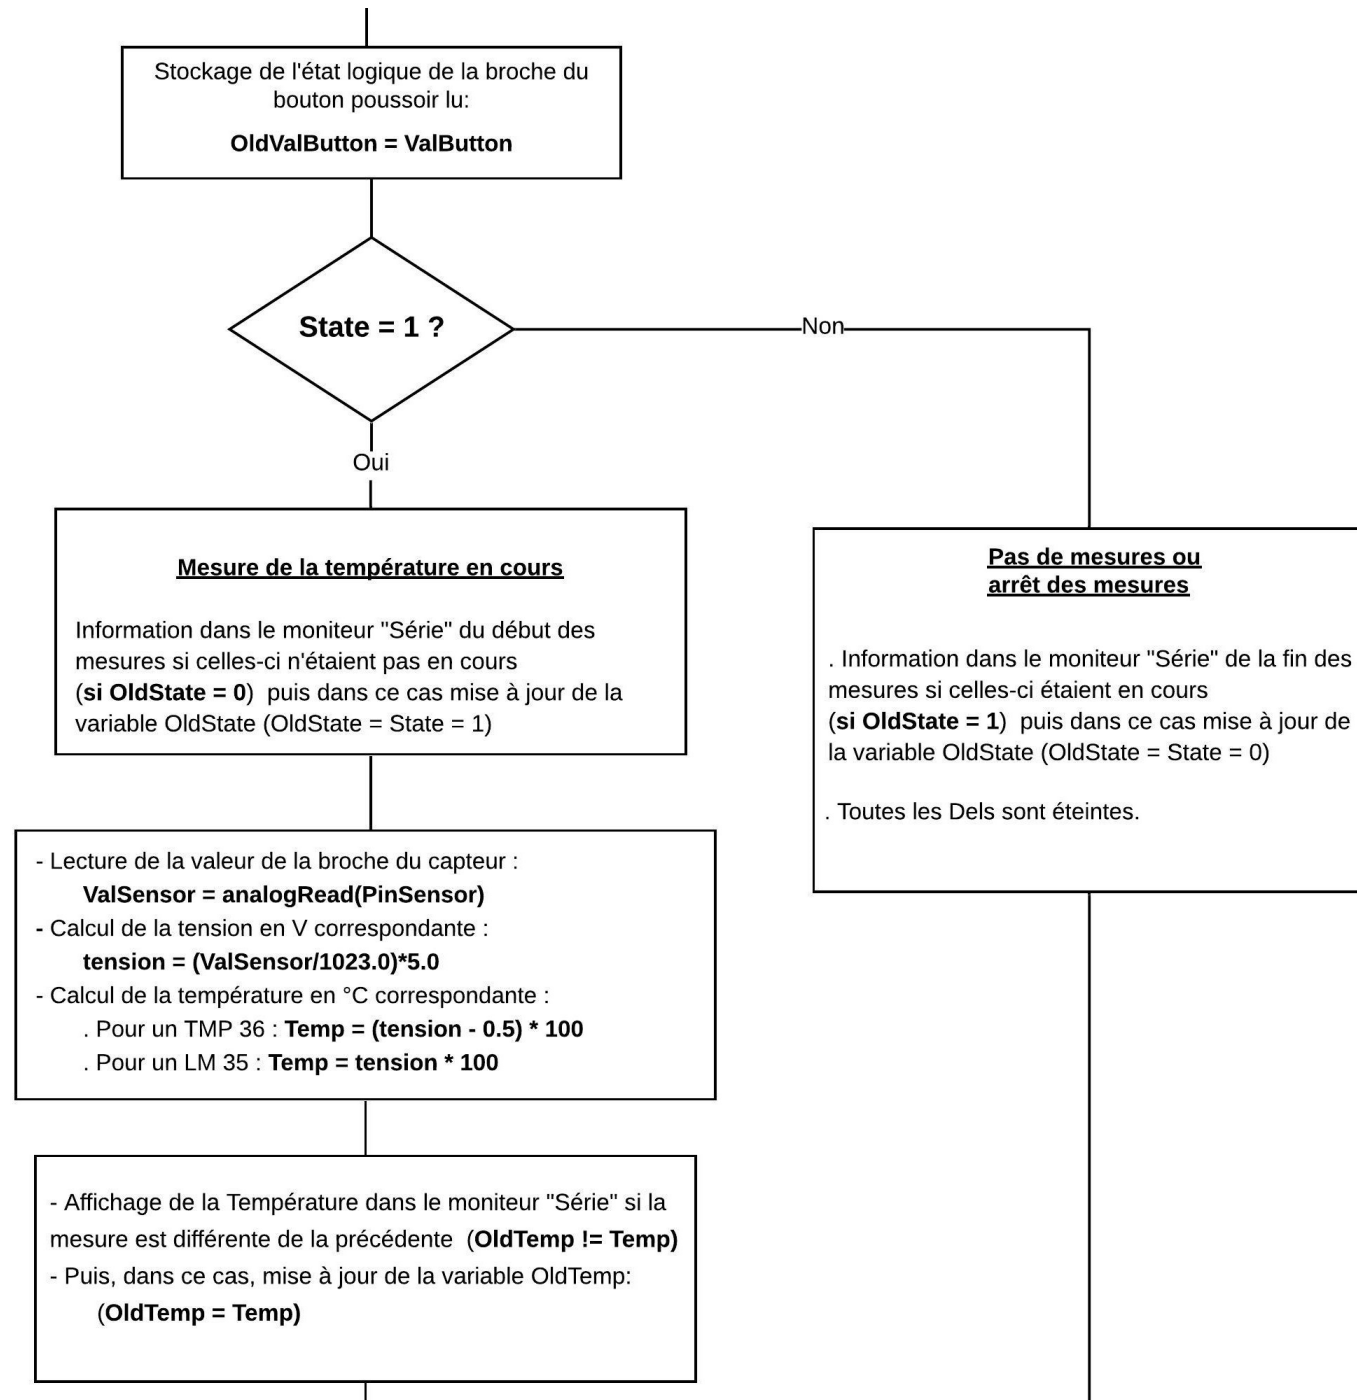 Stockage de l'état logique de la broche du
bouton poussoir lu:
OldValButton = ValButton
State = 1 ?
Non
Oui
Mesure de la température en cours
Information dans le moniteur "Série" du début des
mesures si celles-ci n'étaient pas en cours
(si OldState = 0)  puis dans ce cas mise à jour de la
variable OldState (OldState = State = 1)
Pas de mesures ou
arrêt des mesures
. Information dans le moniteur "Série" de la fin des
mesures si celles-ci étaient en cours
(si OldState = 1)  puis dans ce cas mise à jour de
la variable OldState (OldState = State = 0)
. Toutes les Dels sont éteintes.
- Lecture de la valeur de la broche du capteur :
ValSensor = analogRead(PinSensor)
- Calcul de la tension en V correspondante :
tension = (ValSensor/1023.0)*5.0
- Calcul de la température en °C correspondante :
. Pour un TMP 36 : Temp = (tension - 0.5) * 100
. Pour un LM 35 : Temp = tension * 100
- Affichage de la Température dans le moniteur "Série" si la
mesure est différente de la précédente  (OldTemp != Temp)
- Puis, dans ce cas, mise à jour de la variable OldTemp:
(OldTemp = Temp)